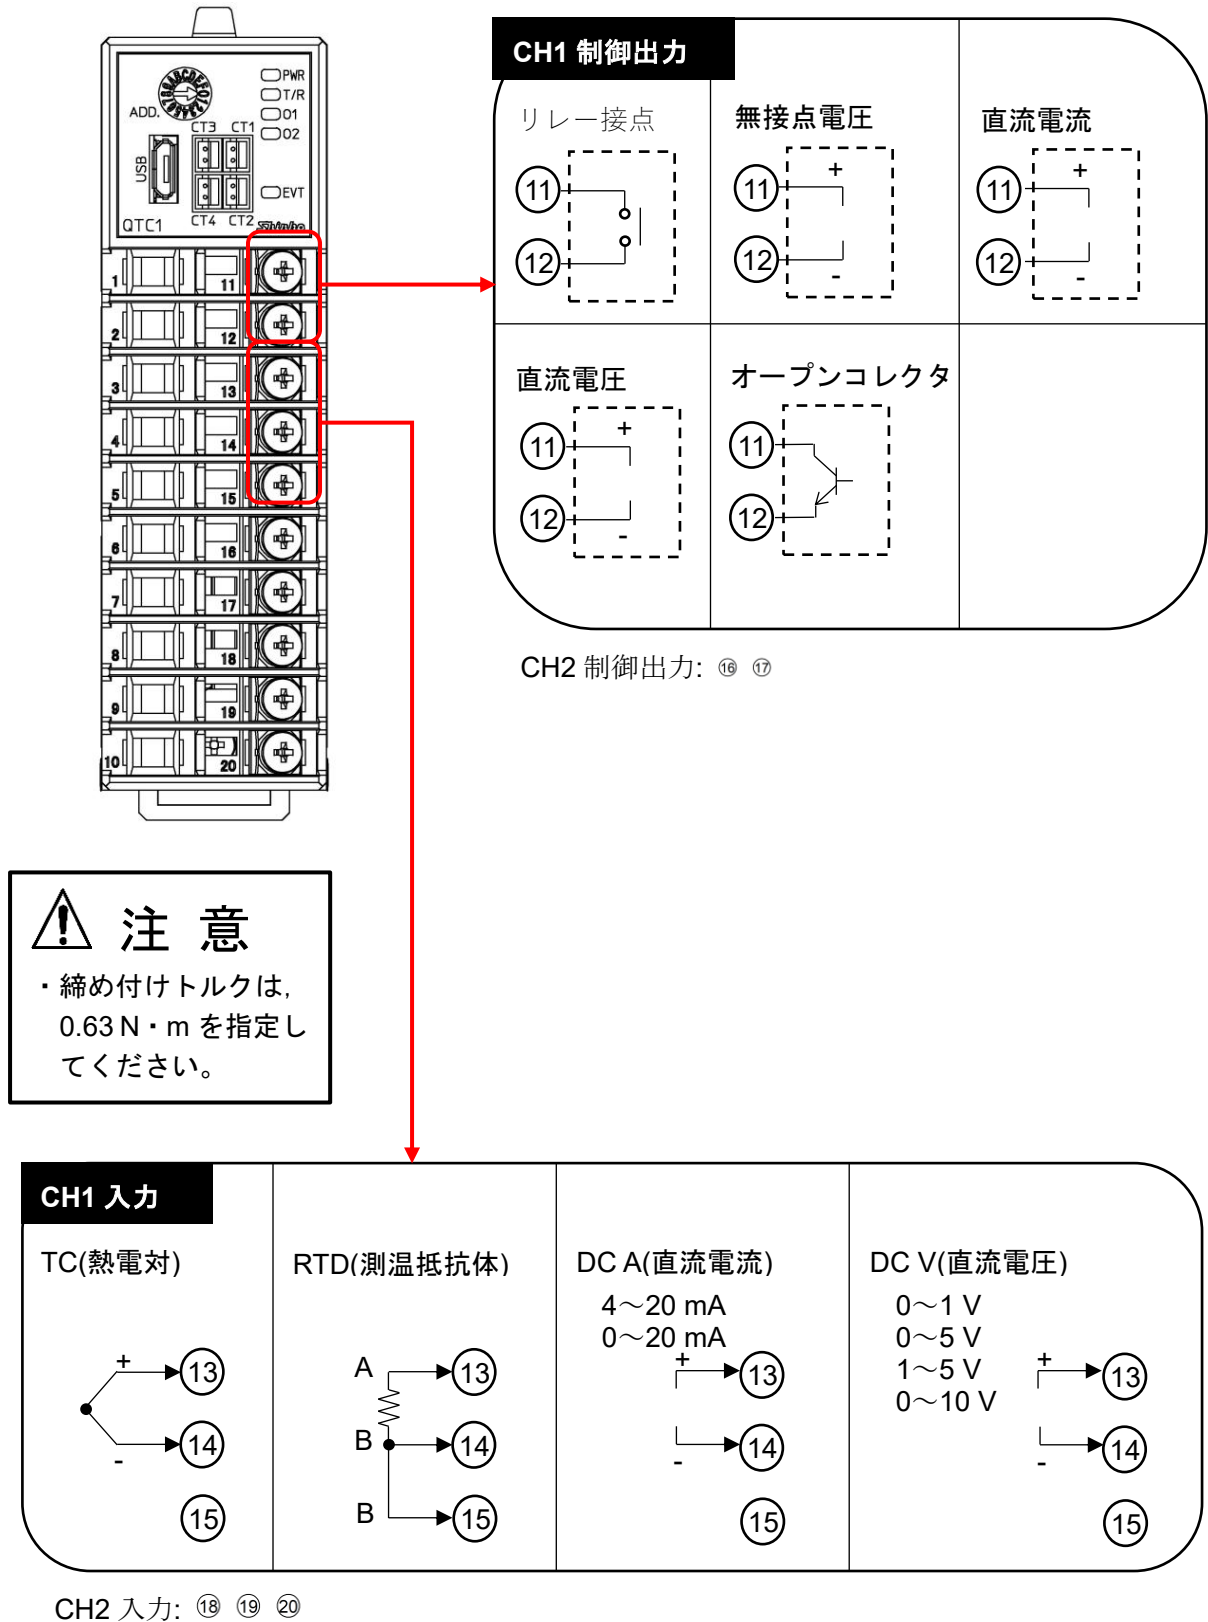 PWR
T/R
O1
O2
EVT
ADD.
USB
CT3 CT1
CT4 CT2
QTC1
Shinko
1 11
2 12
3 13
4 14
5 15
6 16
7 17
8 18
9 19
10 20
CH1 制御出力
リレー接点
11
12
無接点電圧
11
12
+
-
直流電流
11
12
+
-
直流電圧
11
12
+
-
オープンコレクタ
11
12
CH2 制御出力: ⑯ ⑰
注 意
・締め付けトルクは,
0.63 N・m を指定し
てください。
CH1 入力
TC(熱電対)
+
-
13
14
15
RTD(測温抵抗体)
A 13
B 14
B 15
DC A(直流電流)
4～20 mA
0～20 mA
+
-
13
14
15
DC V(直流電圧)
0～1 V
0～5 V
1～5 V
0～10 V
+
-
13
14
15
CH2 入力: ⑱ ⑲ ⑳